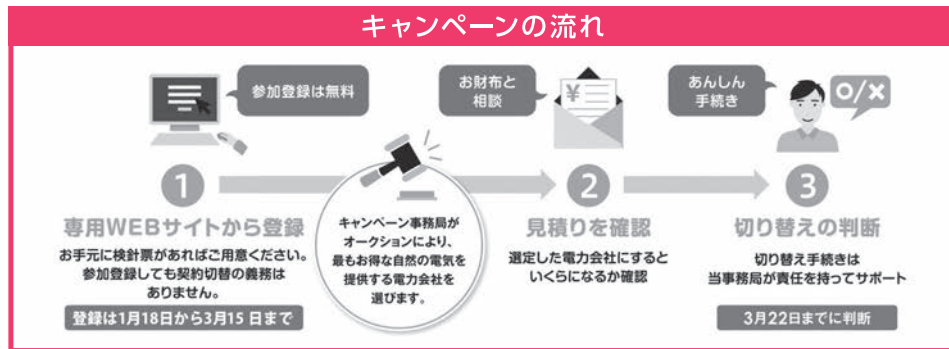 キャンペーンの流れ
参加登録は無料
お財布と
相談
¥
あんしん
手続き
O/×
1
専用WEBサイトから登録
お手元に検針票があればご用意ください。
参加登録しても契約切替の義務は
ありません。
登録は1月18日から3月15日まで
キャンペーン事務局が
オークションにより、
最もお得な自然の電気を
提供する電力会社を
選びます。
2
見積りを確認
選定した電力会社にすると
いくらになるか確認
3
切り替えの判断
切り替え手続きは
当事務局が責任を持ってサポート
3月22日までに判断